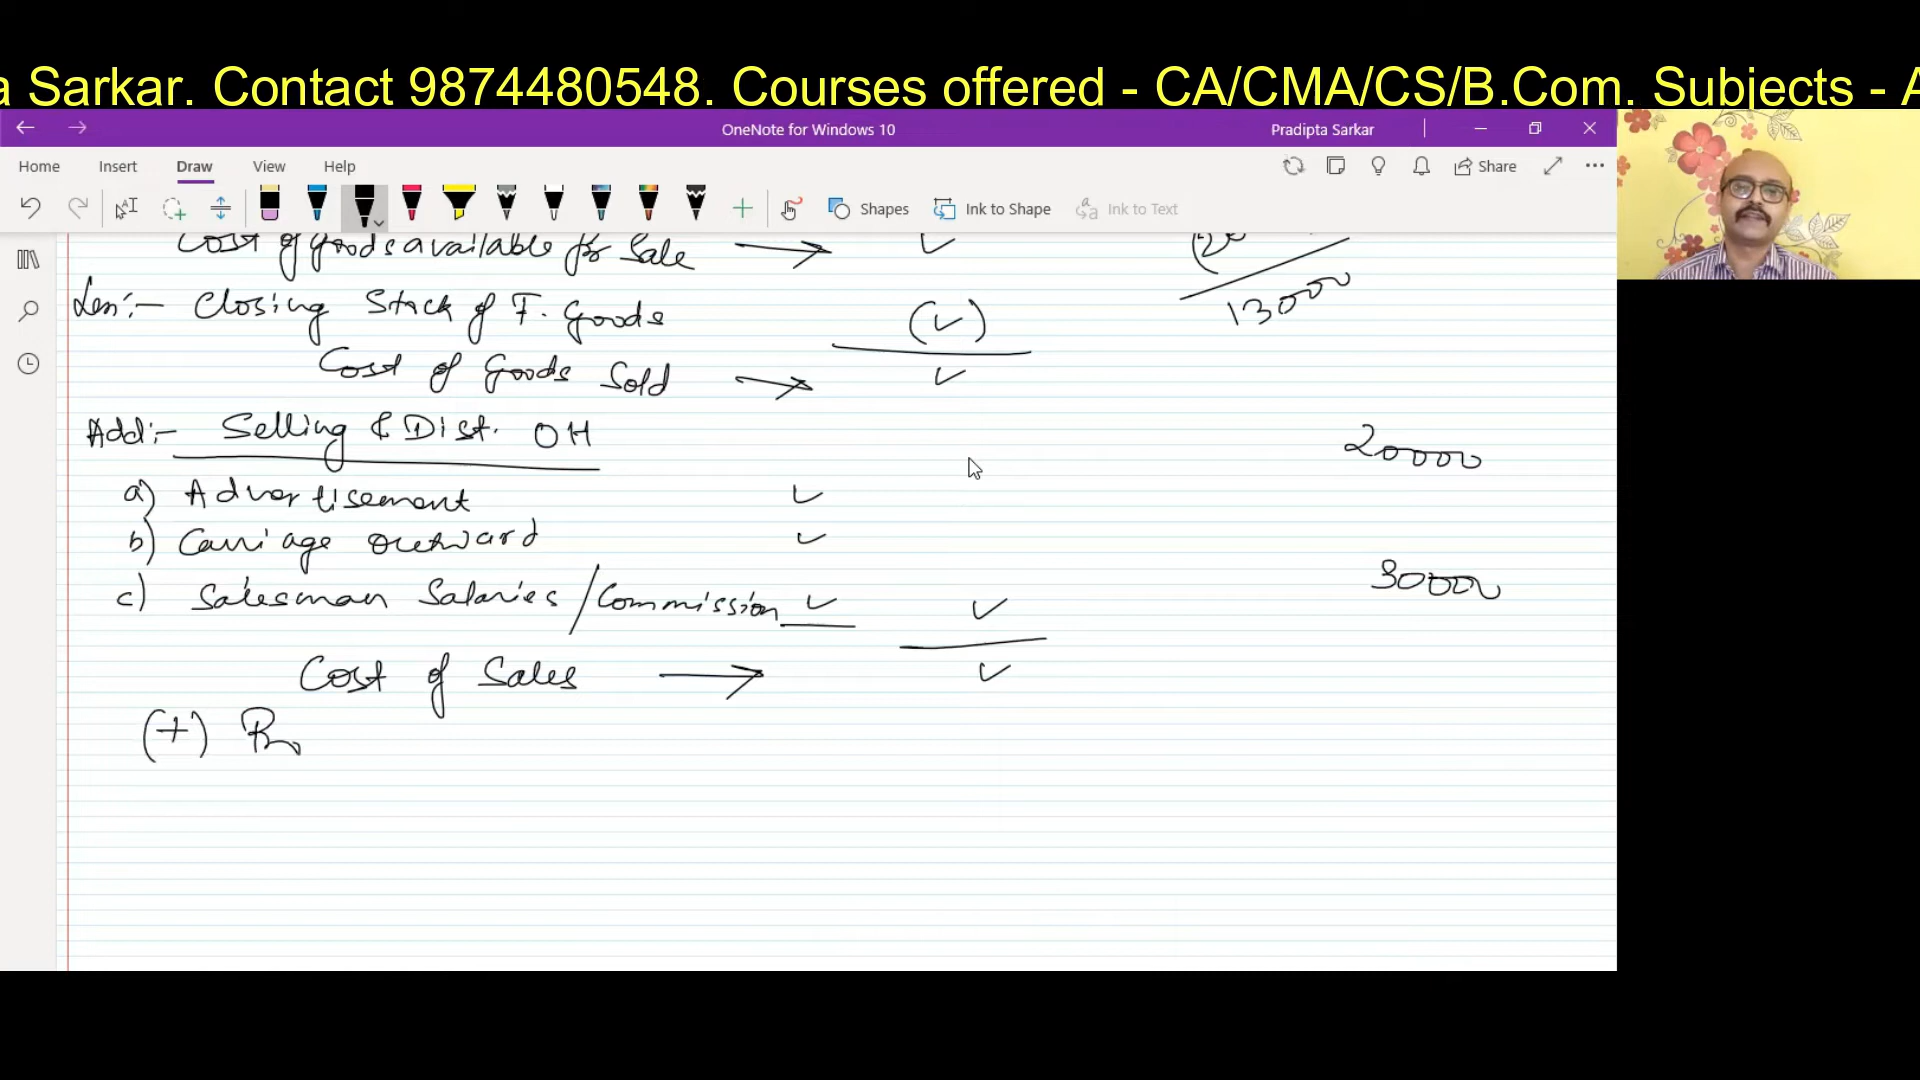 a Sarkar. Contact 9874480548. Courses offered - CA/CMA/CS/B.Com. Subjects - A
OneNote for Windows 10
Pradipta Sarkar
Home Insert Draw View Help
Share
Shapes Ink to Shape Ink to Text
Cost of goods available for Sale → ✓
13000
Less:- Closing Stock of F. Goods (✓)
Cost of Goods Sold → ✓
Add:- Selling & Dist. OH
20000
a) Advertisement ✓
b) Carriage outward ✓
30000
c) Salesman Salaries/Commission ✓ ✓
Cost of Sales → ✓
(+) Pro